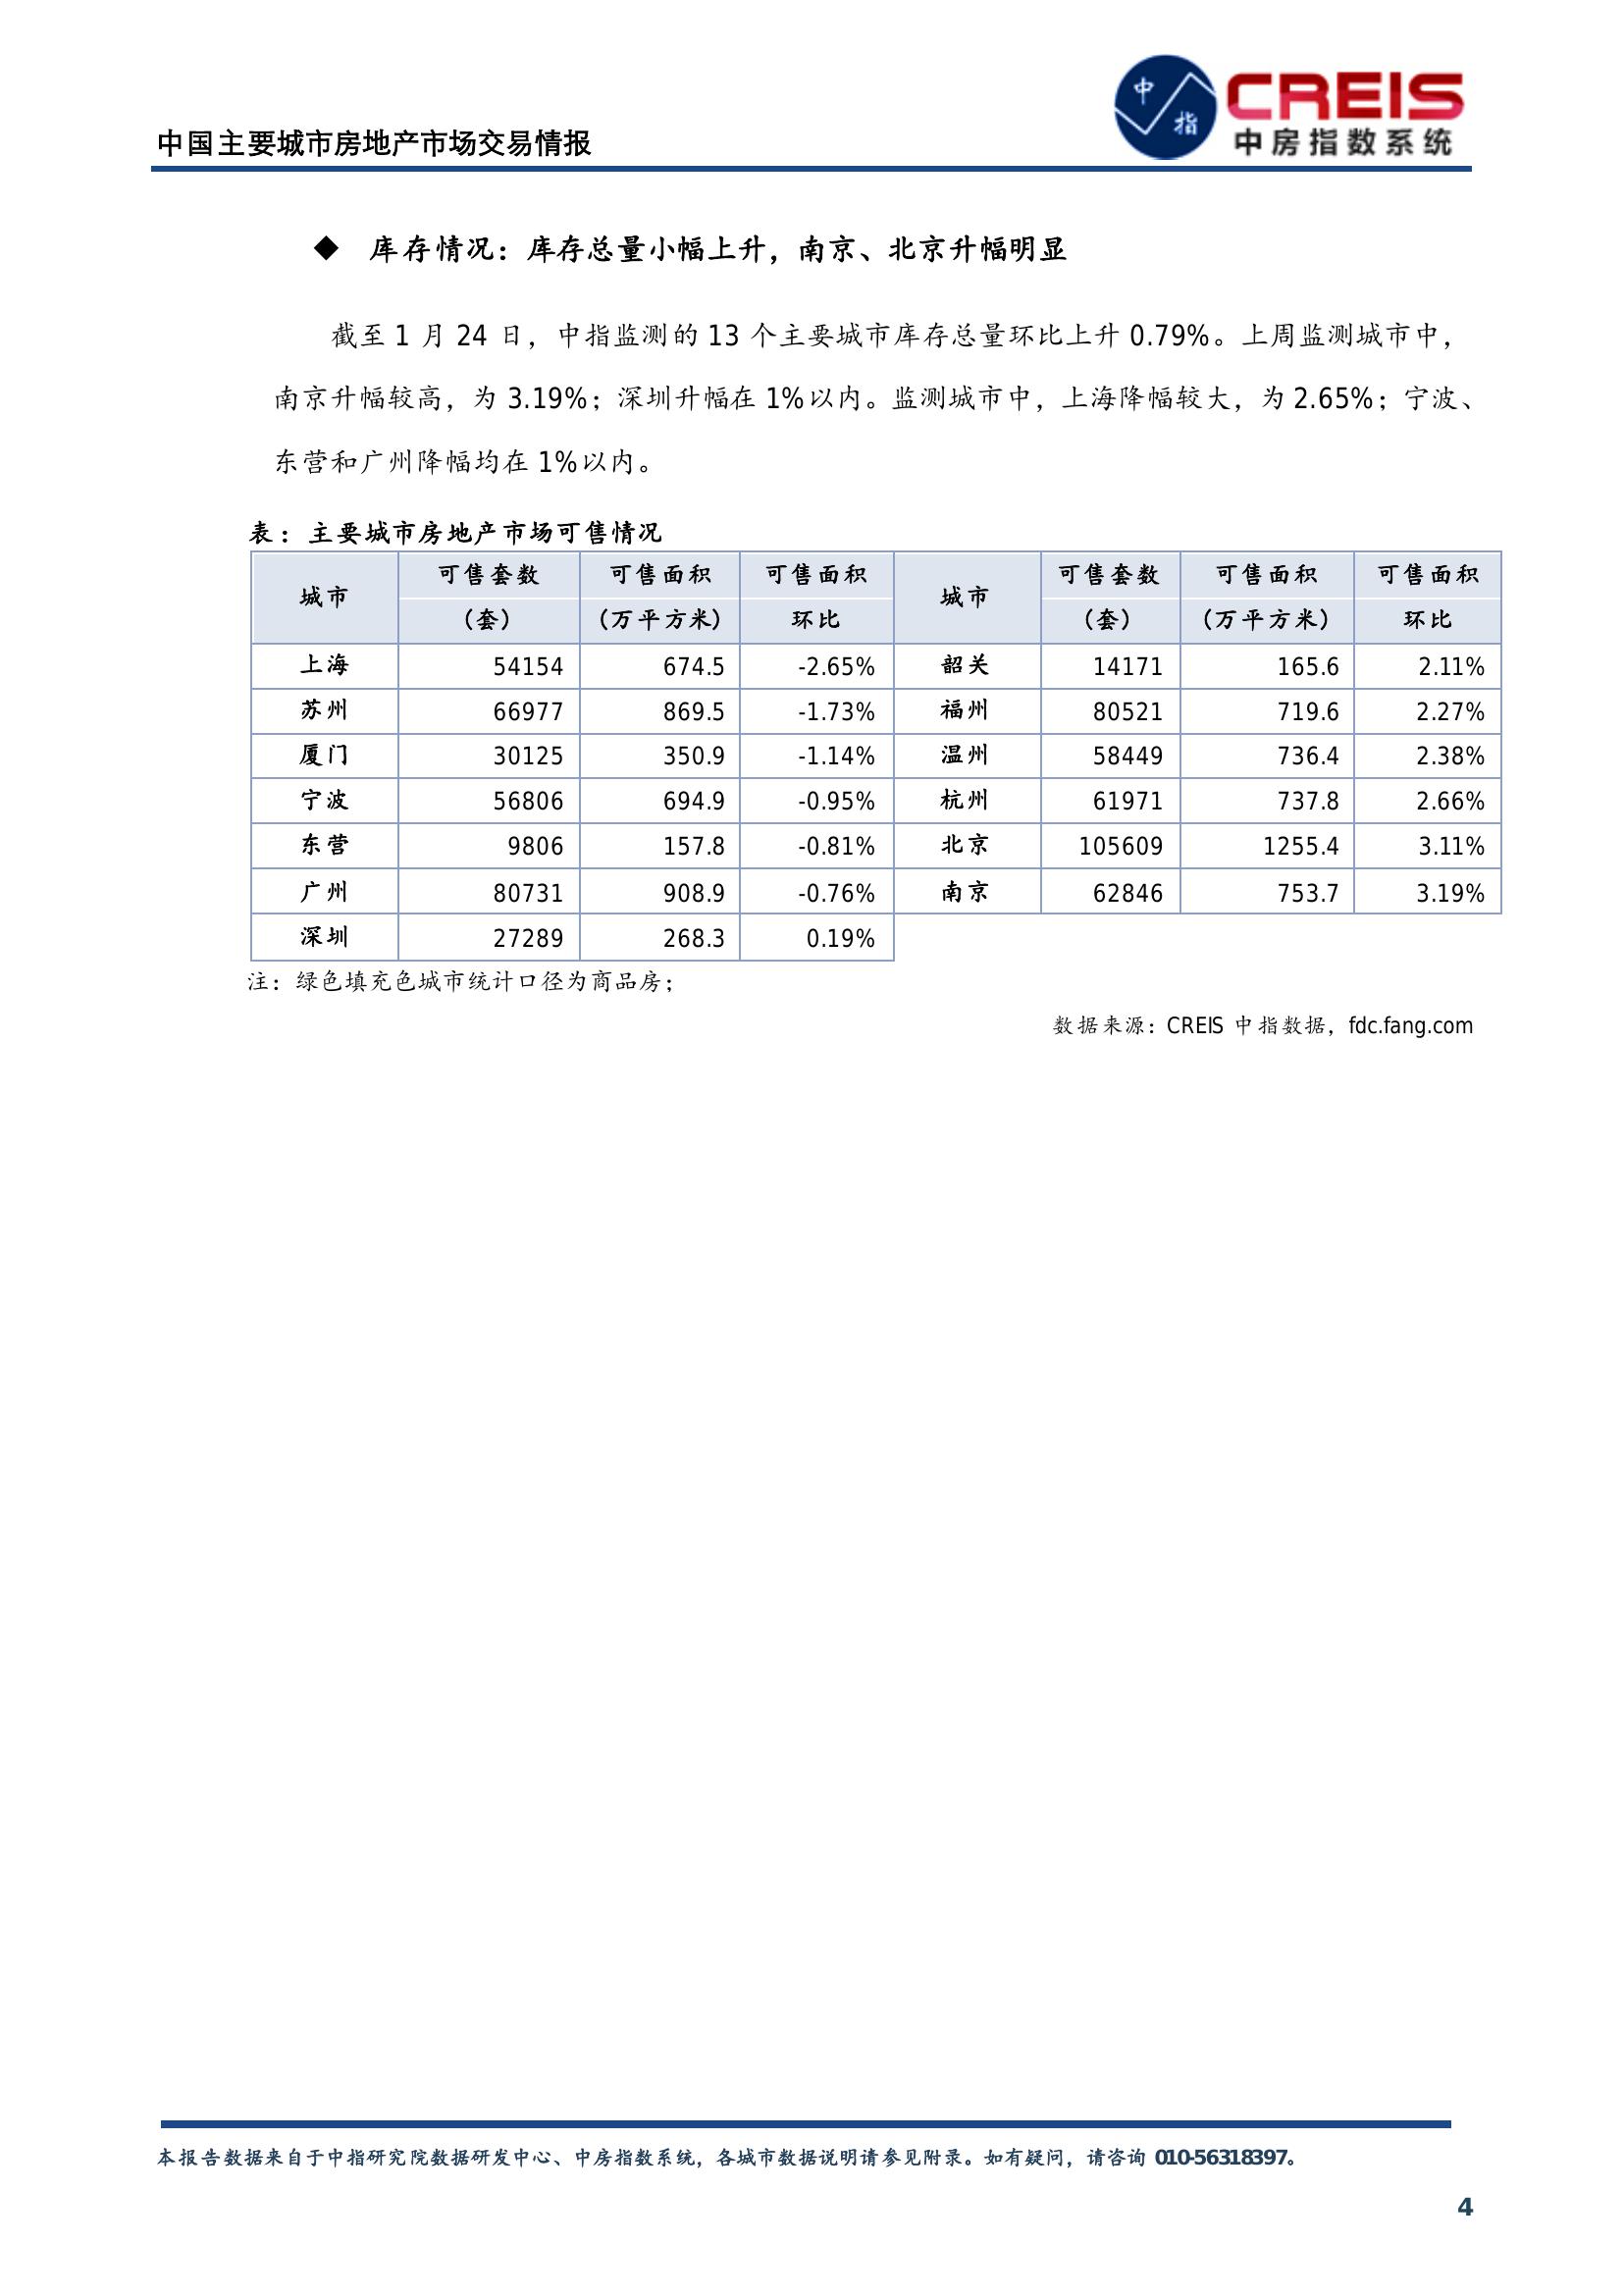 中国主要城市房地产市场交易情报
中
指
CREIS
中房指数系统
◆ 库存情况：库存总量小幅上升，南京、北京升幅明显
截至 1 月 24 日，中指监测的 13 个主要城市库存总量环比上升 0.79%。上周监测城市中，
南京升幅较高，为 3.19%；深圳升幅在 1%以内。监测城市中，上海降幅较大，为 2.65%；宁波、
东营和广州降幅均在 1%以内。
表：主要城市房地产市场可售情况
城市 可售套数（套） 可售面积（万平方米） 可售面积环比 城市 可售套数（套） 可售面积（万平方米） 可售面积环比
上海 54154 674.5 -2.65% 韶关 14171 165.6 2.11%
苏州 66977 869.5 -1.73% 福州 80521 719.6 2.27%
厦门 30125 350.9 -1.14% 温州 58449 736.4 2.38%
宁波 56806 694.9 -0.95% 杭州 61971 737.8 2.66%
东营 9806 157.8 -0.81% 北京 105609 1255.4 3.11%
广州 80731 908.9 -0.76% 南京 62846 753.7 3.19%
深圳 27289 268.3 0.19%
注：绿色填充色城市统计口径为商品房；
数据来源：CREIS 中指数据，fdc.fang.com
本报告数据来自于中指研究院数据研发中心、中房指数系统，各城市数据说明请参见附录。如有疑问，请咨询 010-56318397。
4